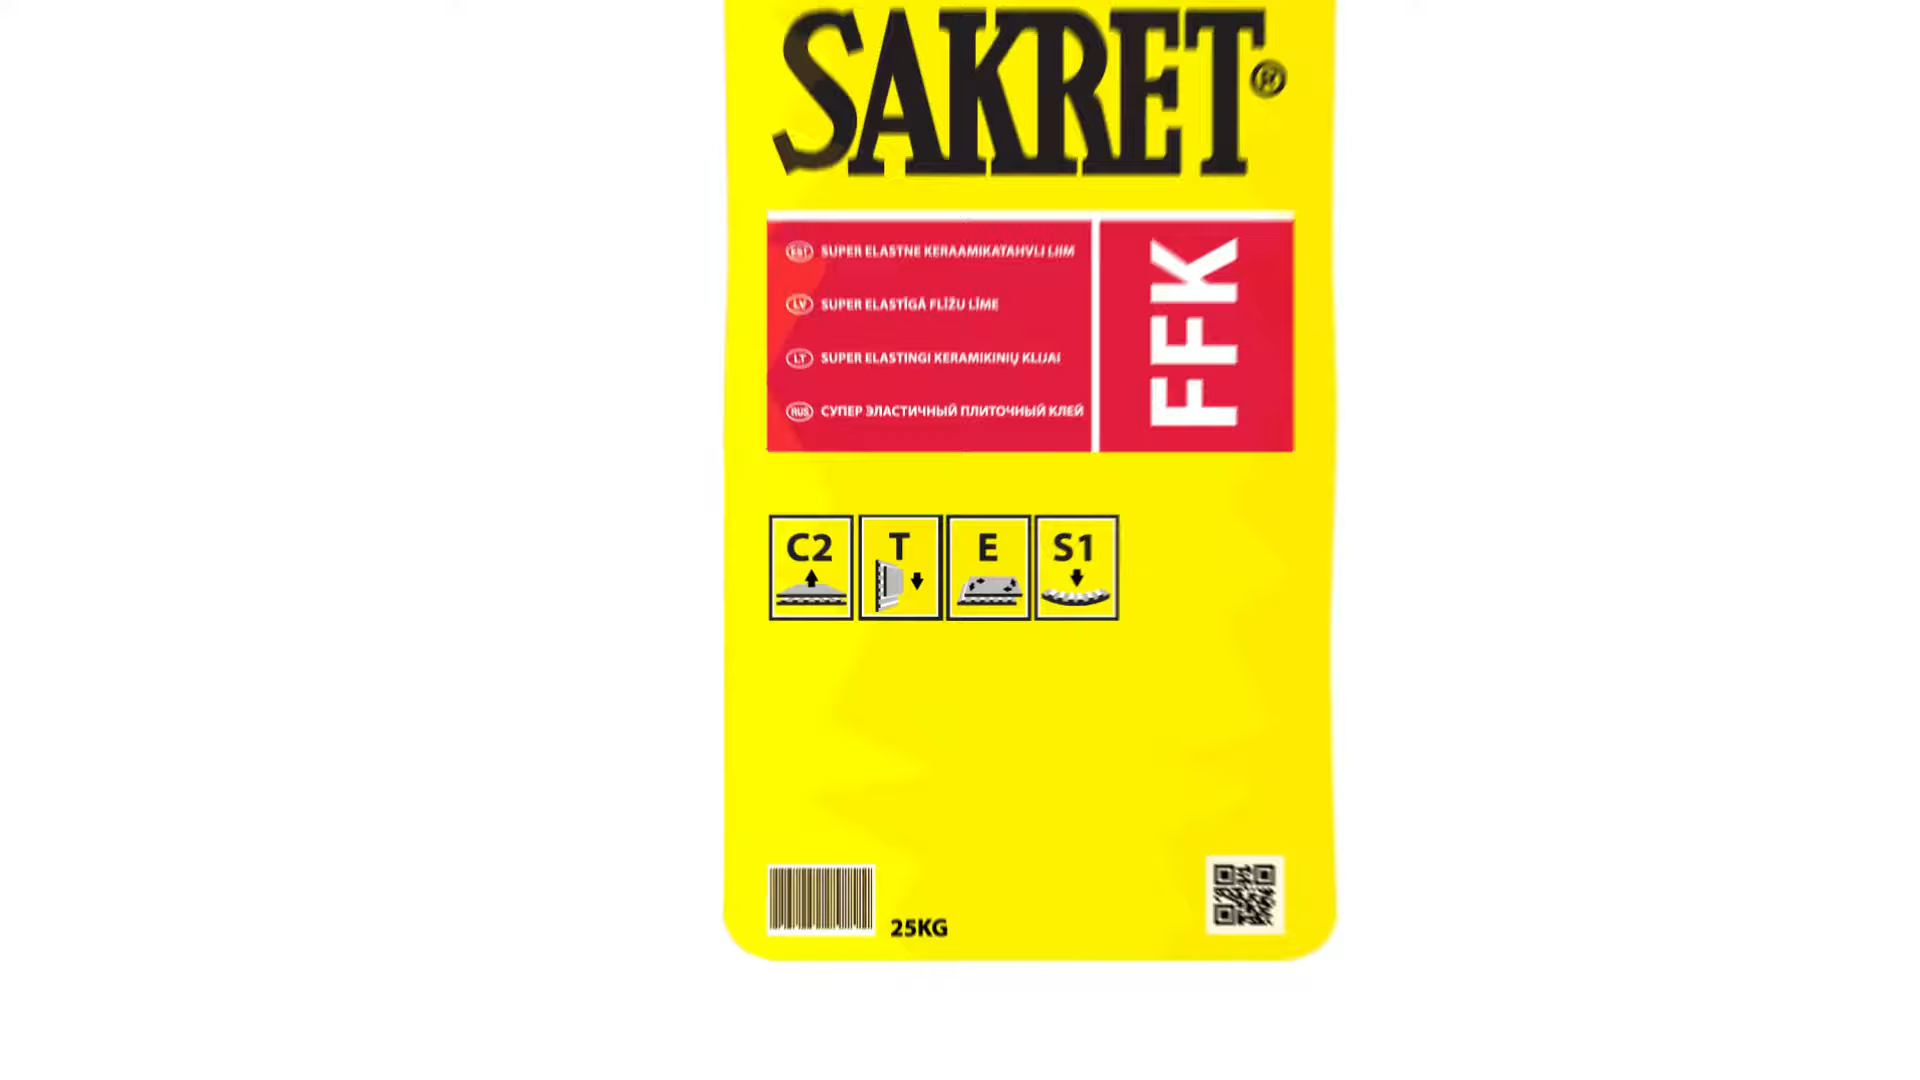 SAKRET®
EST SUPER ELASTNE KERAAMIKATAHVLI LIIM
LV SUPER ELASTĪGĀ FLĪŽU LĪME
LT SUPER ELASTINGI KERAMIKINIŲ KLIJAI
RUS СУПЕР ЭЛАСТИЧНЫЙ ПЛИТОЧНЫЙ КЛЕЙ
FFK
C2 T E S1
25KG